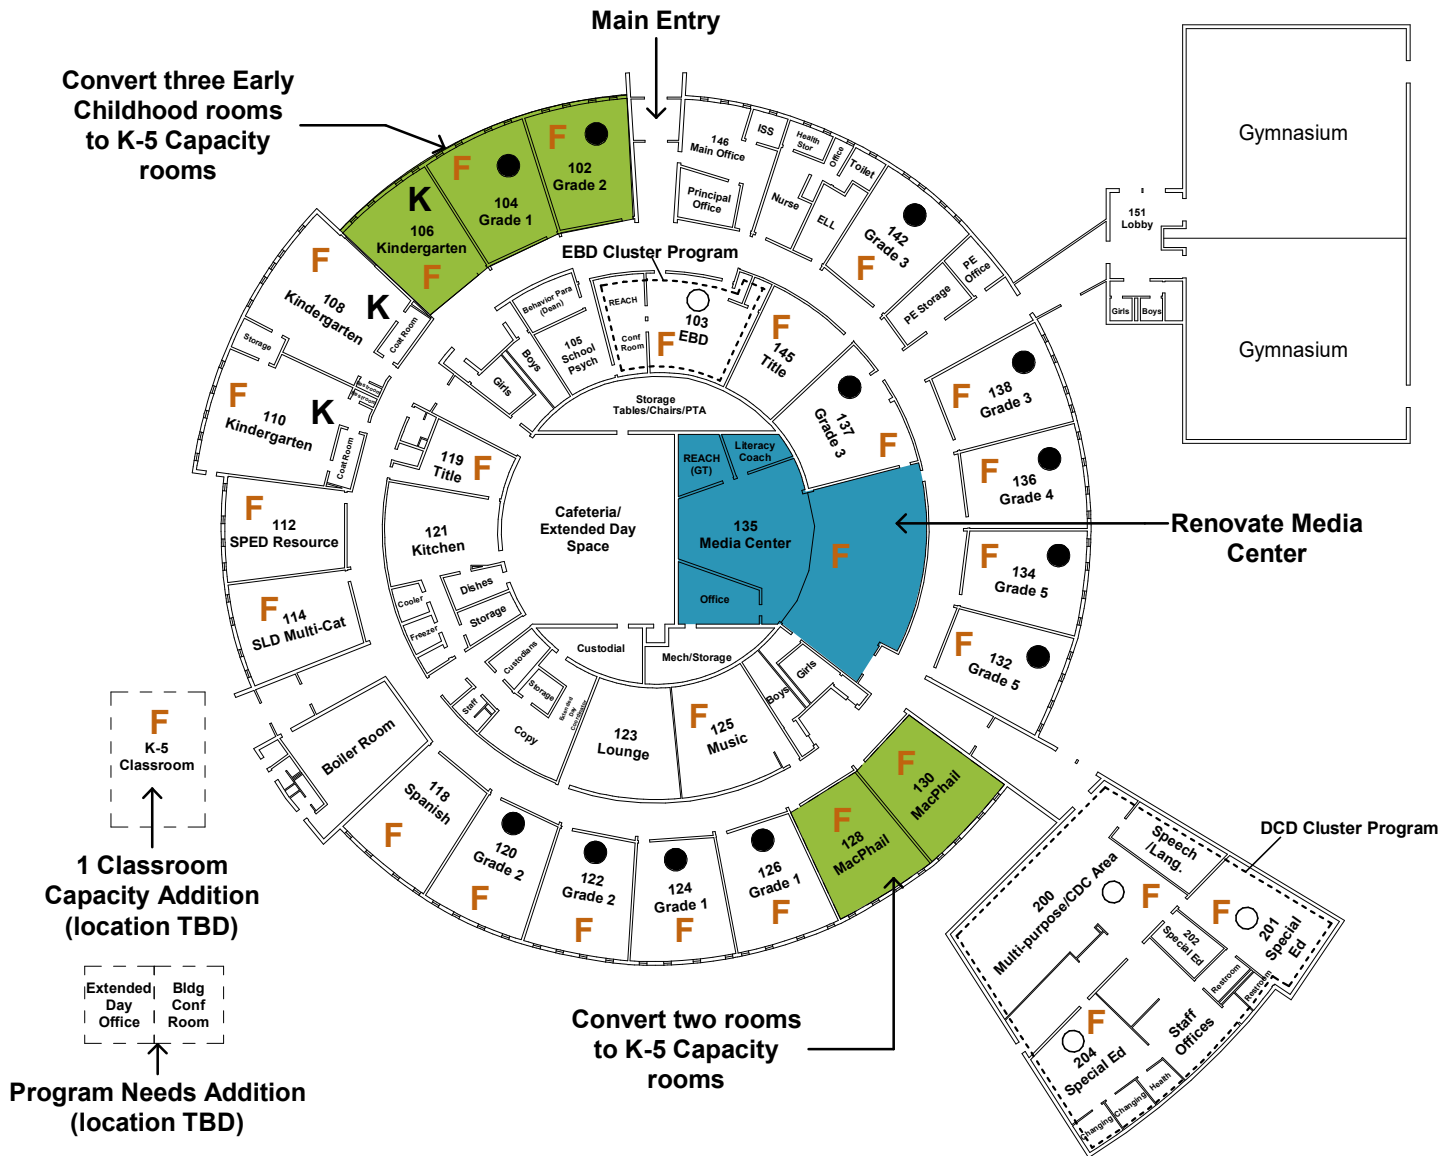 Main Entry
Convert three Early
Childhood rooms
to K-5 Capacity
rooms
F
102
Grade 2
F
104
Grade 1
K
106
Kindergarten
F
F
108
Kindergarten
K
Coat Room
Storage
F
110
Kindergarten
K
Coat Room
F
112
SPED Resource
F
114
SLD Multi-Cat
146
Main Office
ISS
Health
Stor
Office
Toilet
Principal
Office
Nurse
ELL
142
Grade 3
F
PE Storage
PE
Office
151
Lobby
Girls
Boys
Gymnasium
Gymnasium
EBD Cluster Program
Behavior Para
(Dean)
105
School
Psych
Boys
Girls
REACH
Conf
Room
103
EBD
F
F
145
Title
137
Grade 3
F
Storage
Tables/Chairs/PTA
119
Title
F
121
Kitchen
Cooler
Freezer
Dishes
Storage
Cafeteria/
Extended Day
Space
REACH
(GT)
Literacy
Coach
135
Media Center
Office
F
Renovate Media
Center
138
Grade 3
F
136
Grade 4
F
134
Grade 5
F
132
Grade 5
F
Custodial
Mech/Storage
Custodians
Storage
Extended
Day
Coordinator
Staff
Copy
123
Lounge
F
125
Music
Boys
Girls
Boiler Room
118
Spanish
F
120
Grade 2
F
122
Grade 2
F
124
Grade 1
F
126
Grade 1
F
F
128
MacPhail
F
130
MacPhail
Convert two rooms
to K-5 Capacity
rooms
F
K-5
Classroom
1 Classroom
Capacity Addition
(location TBD)
Extended
Day
Office
Bldg
Conf
Room
Program Needs Addition
(location TBD)
DCD Cluster Program
Speech
/Lang.
200
Multi-purpose/CDC Area
F
F
201
Special
Ed
202
Special Ed
Restroom
Restroom
F
204
Special Ed
Staff
Offices
Changing
Changing
Health